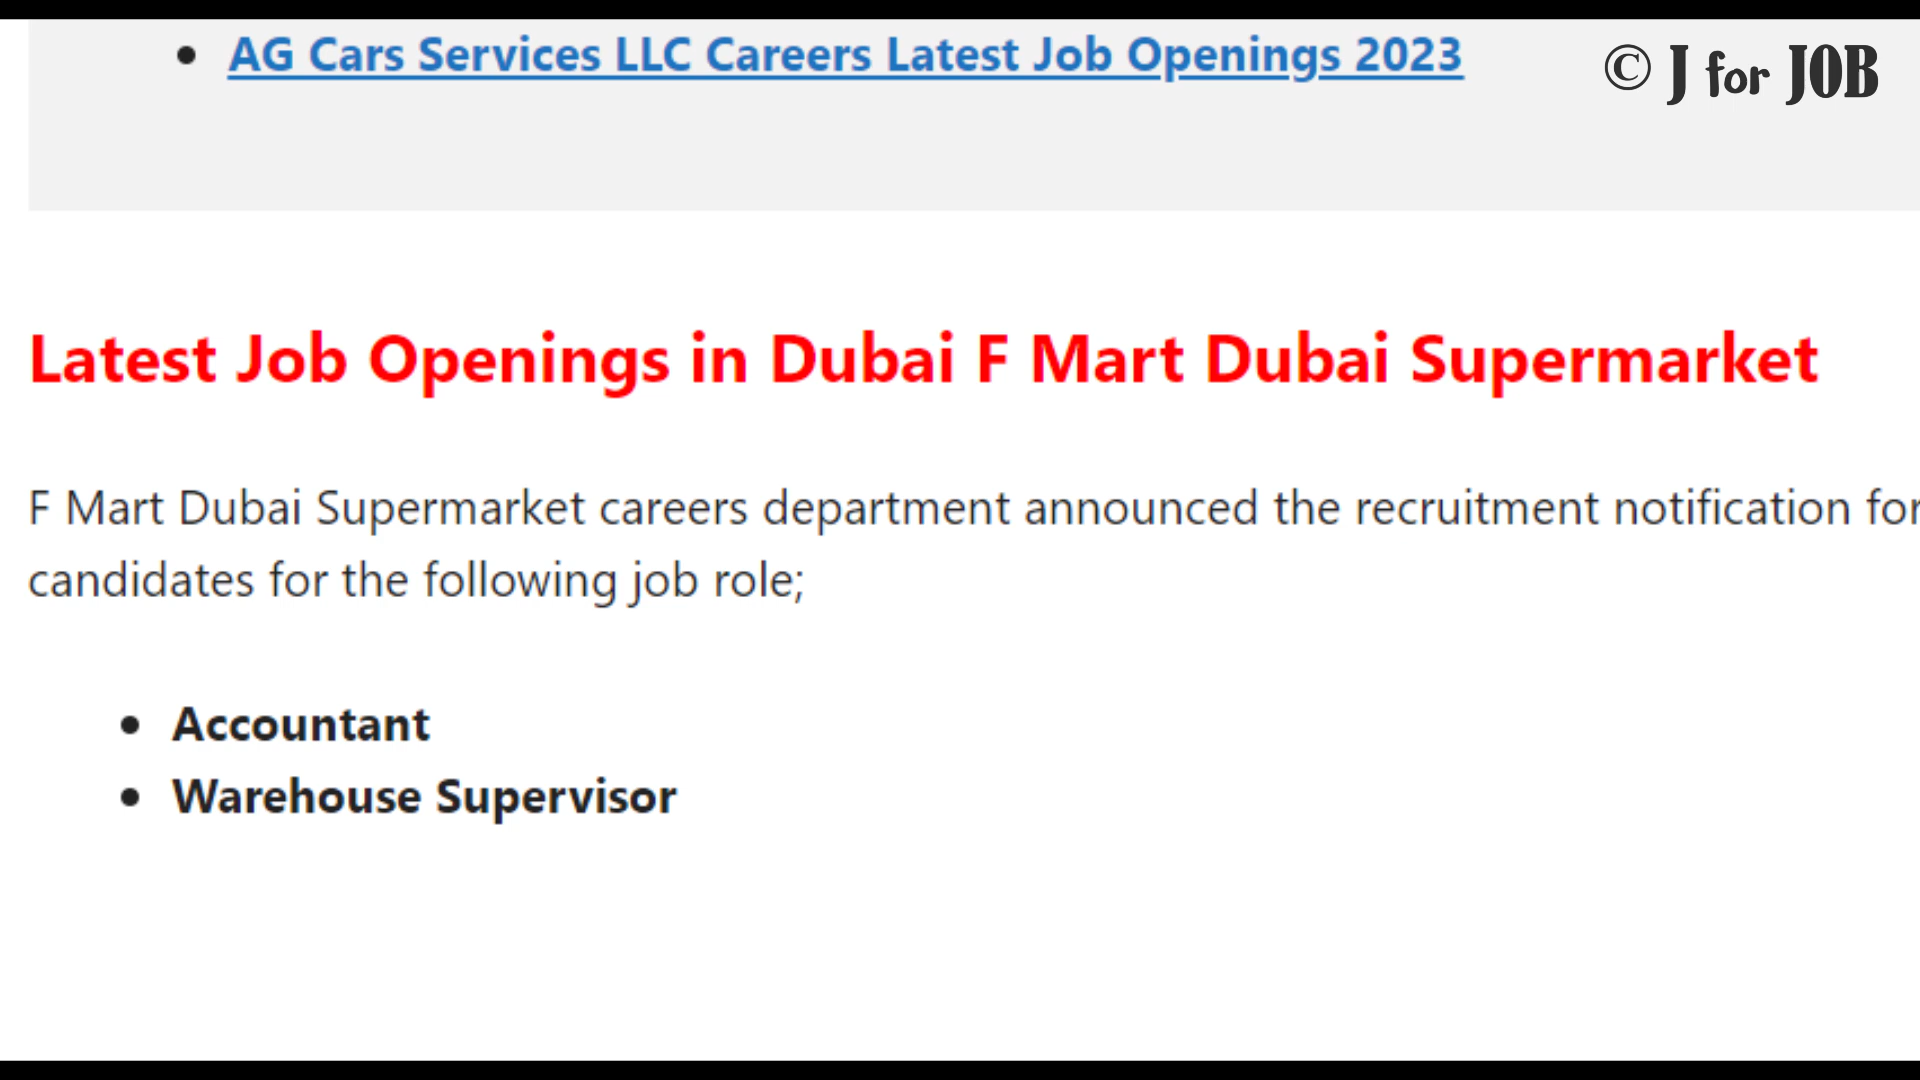 AG Cars Services LLC Careers Latest Job Openings 2023
© J for JOB
Latest Job Openings in Dubai F Mart Dubai Supermarket
F Mart Dubai Supermarket careers department announced the recruitment notification for
candidates for the following job role;
Accountant
Warehouse Supervisor